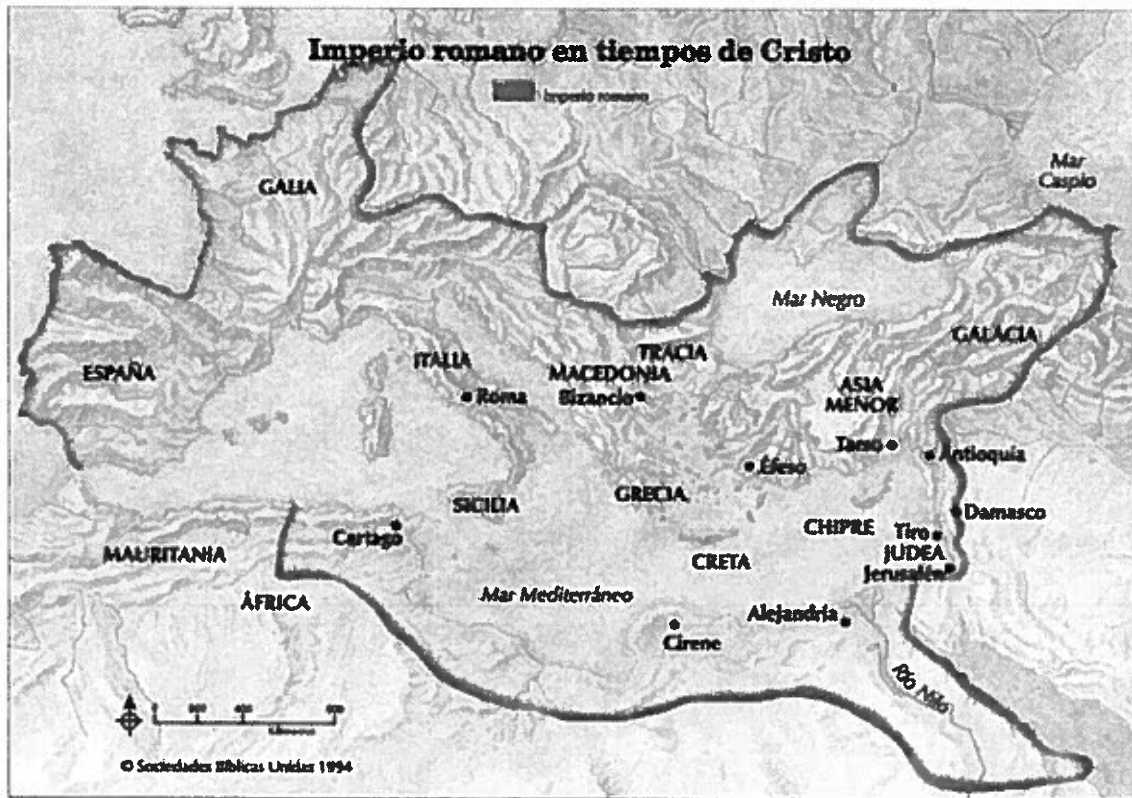 Imperio romano en tiempos de Cristo
Imperio romano
Mar
Caspio
GALIA
Mar Negro
GALACIA
TRACIA
ITALIA
ESPAÑA
MACEDONIA
Bizancio
Roma
ASIA
MENOR
Tarso
Antioquía
Éfeso
GRECIA
SICILIA
Damasco
CHIPRE
Cartago
Tiro
MAURITANIA
JUDEA
CRETA
Jerusalén
Mar Mediterráneo
ÁFRICA
Alejandría
Cirene
Río Nilo
0
© Sociedades Bíblicas Unidas 1994